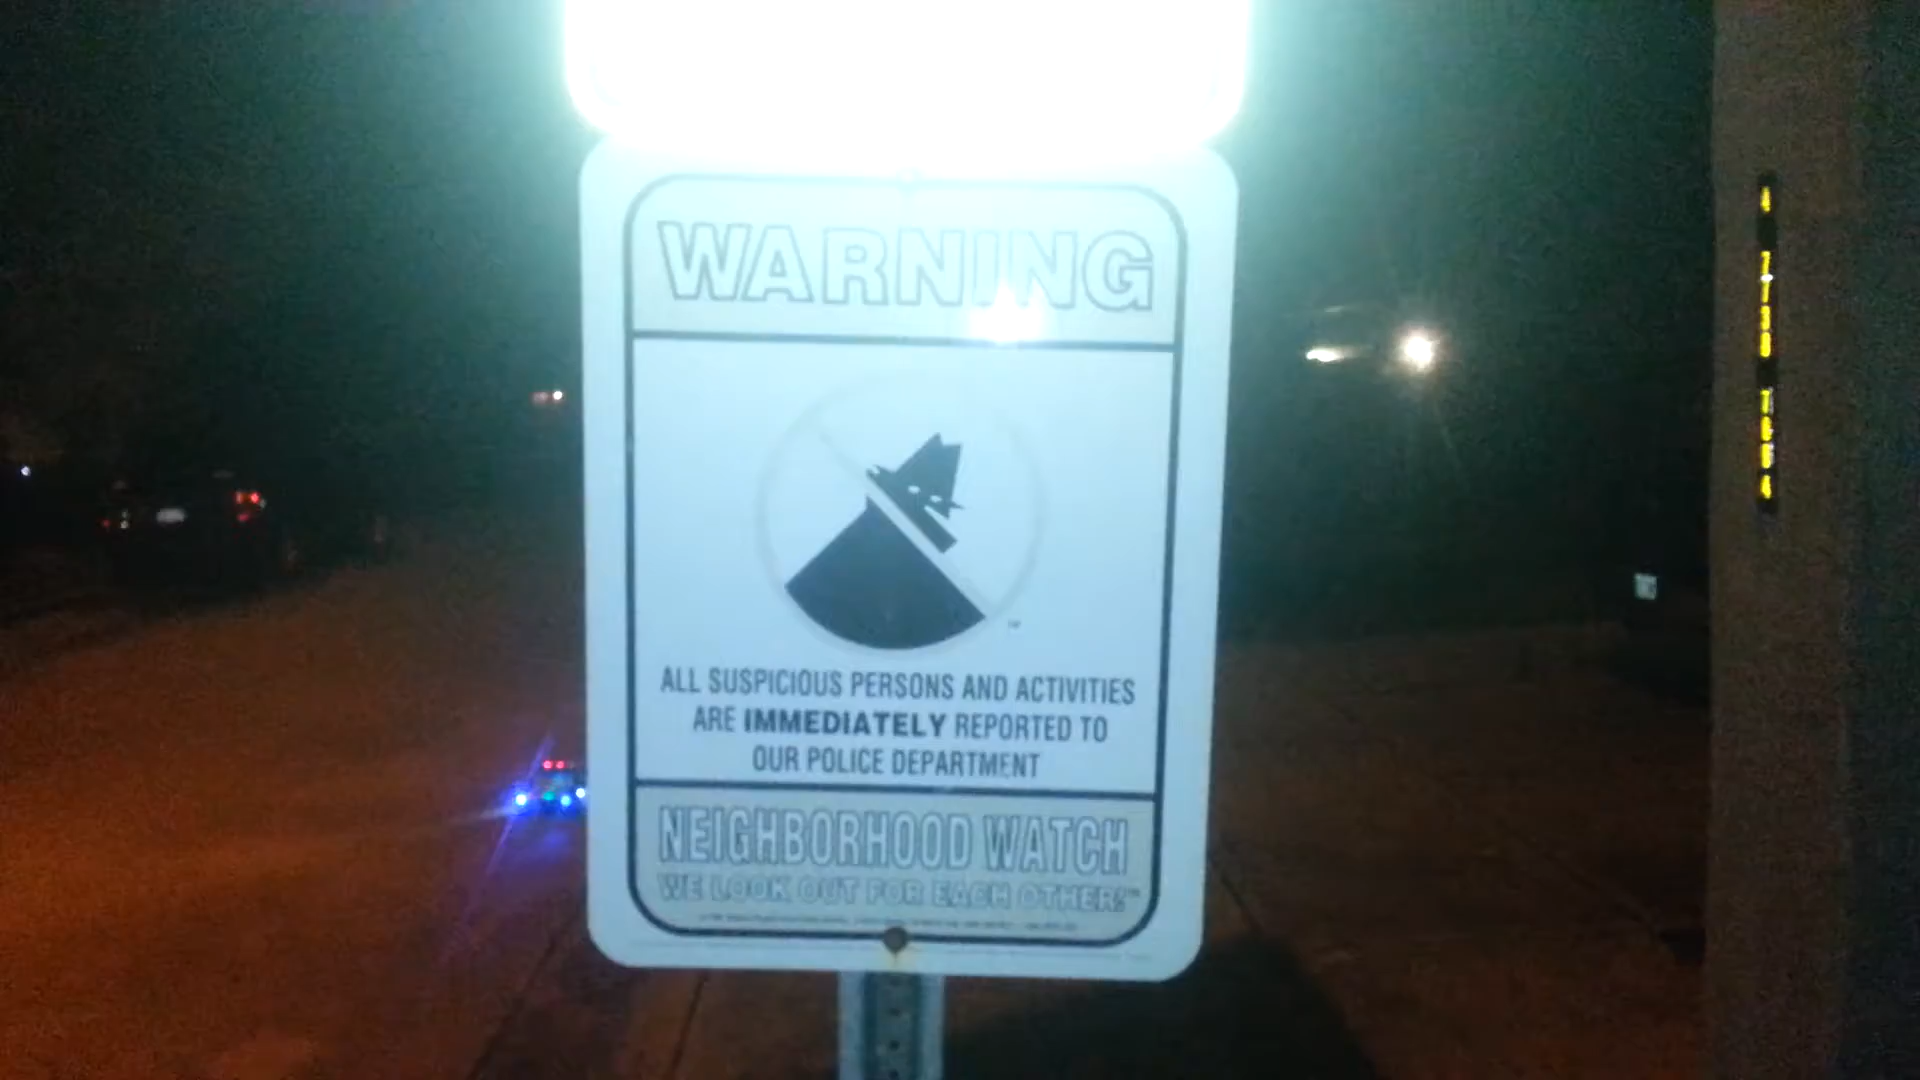 WARNING
ALL SUSPICIOUS PERSONS AND ACTIVITIES
ARE IMMEDIATELY REPORTED TO
OUR POLICE DEPARTMENT
NEIGHBORHOOD WATCH
WE LOOK OUT FOR EACH OTHER!™